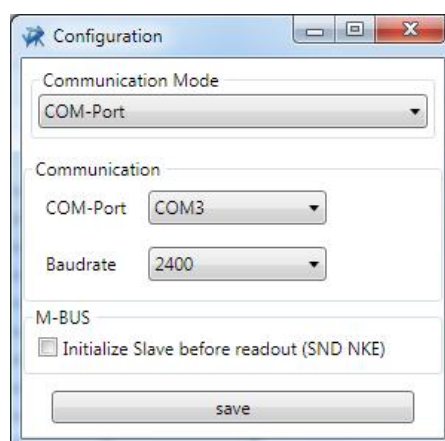 Configuration
Communication Mode
COM-Port
Communication
COM-Port COM3
Baudrate 2400
M-BUS
Initialize Slave before readout (SND NKE)
save